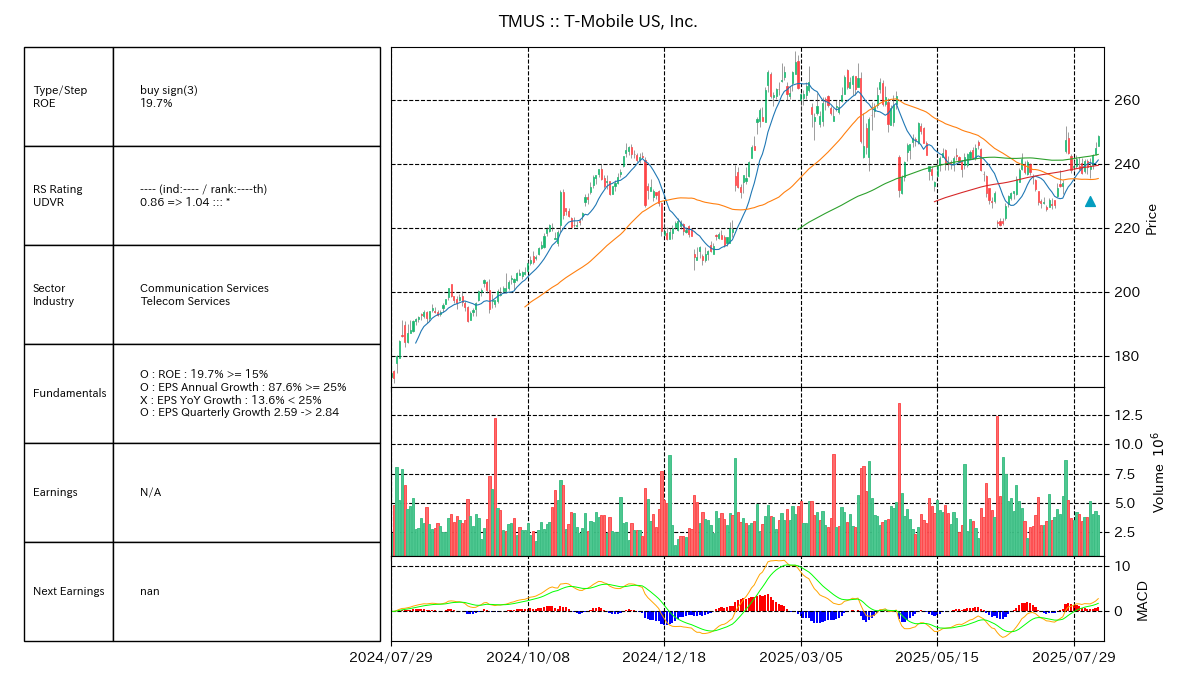 TMUS :: T-Mobile US, Inc.
Type/Step
ROE
buy sign(3)
19.7%
RS Rating
UDVR
---- (ind:---- / rank:----th)
0.86 => 1.04 ::: *
Sector
Industry
Communication Services
Telecom Services
Fundamentals
O : ROE : 19.7% >= 15%
O : EPS Annual Growth : 87.6% >= 25%
X : EPS YoY Growth : 13.6% < 25%
O : EPS Quarterly Growth 2.59 -> 2.84
Earnings
N/A
Next Earnings
nan
260
240
220
200
180
Price
12.5
10.0
7.5
5.0
2.5
Volume 10^6
10
0
MACD
2024/07/29
2024/10/08
2024/12/18
2025/03/05
2025/05/15
2025/07/29